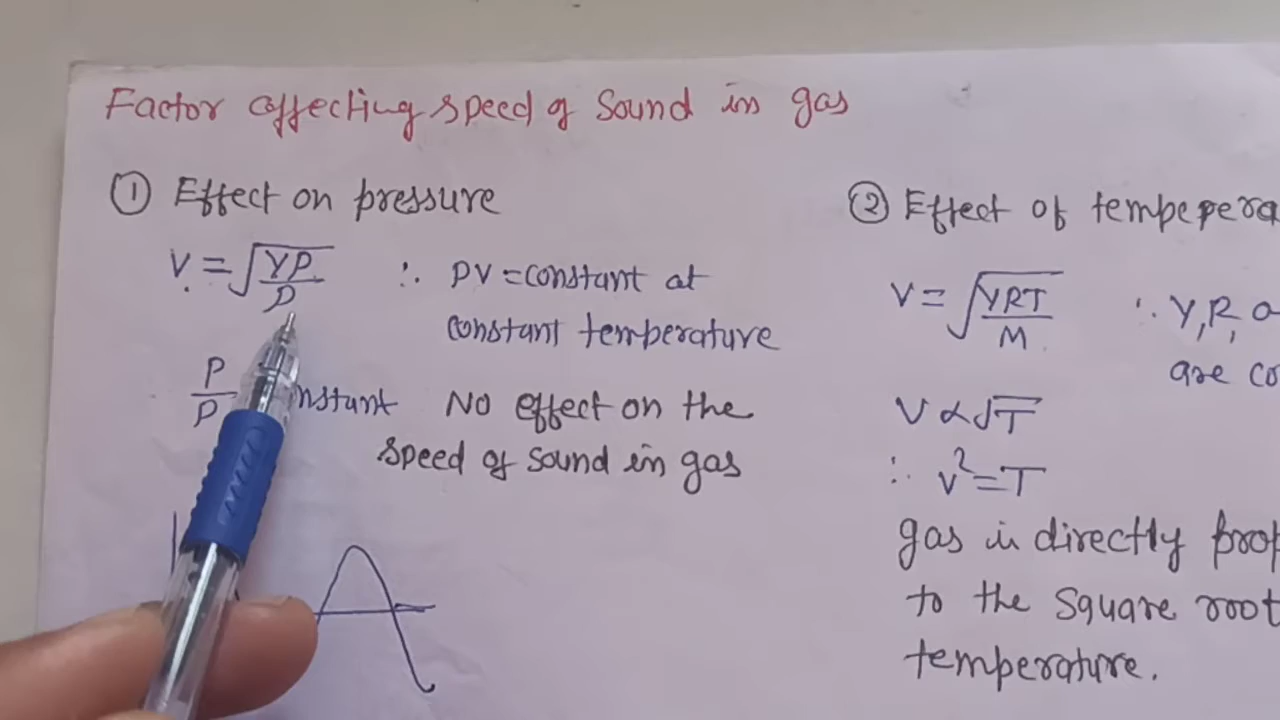 Factor affecting speed of sound in gas
① Effect on pressure
V = √(γP/ρ) ∴ PV = constant at
constant temperature
P/ρ
No effect on the
speed of sound in gas
② Effect of
V = √(γRT/M) ∵ γ, R,
are
V ∝ √T
∴ v² = T
gas is directly
to the square root
temperature.